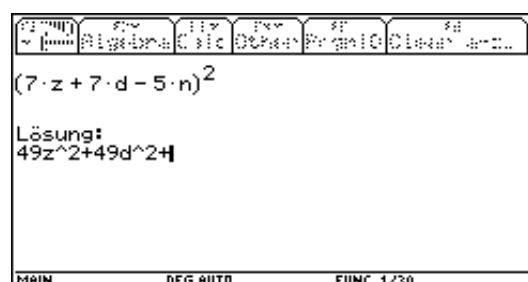 Algebra Calc Other PrgmIO Clean Up
(7·z + 7·d − 5·n)²
Lösung:
49z^2+49d^2+
MAIN DEG AUTO FUNC 1/30